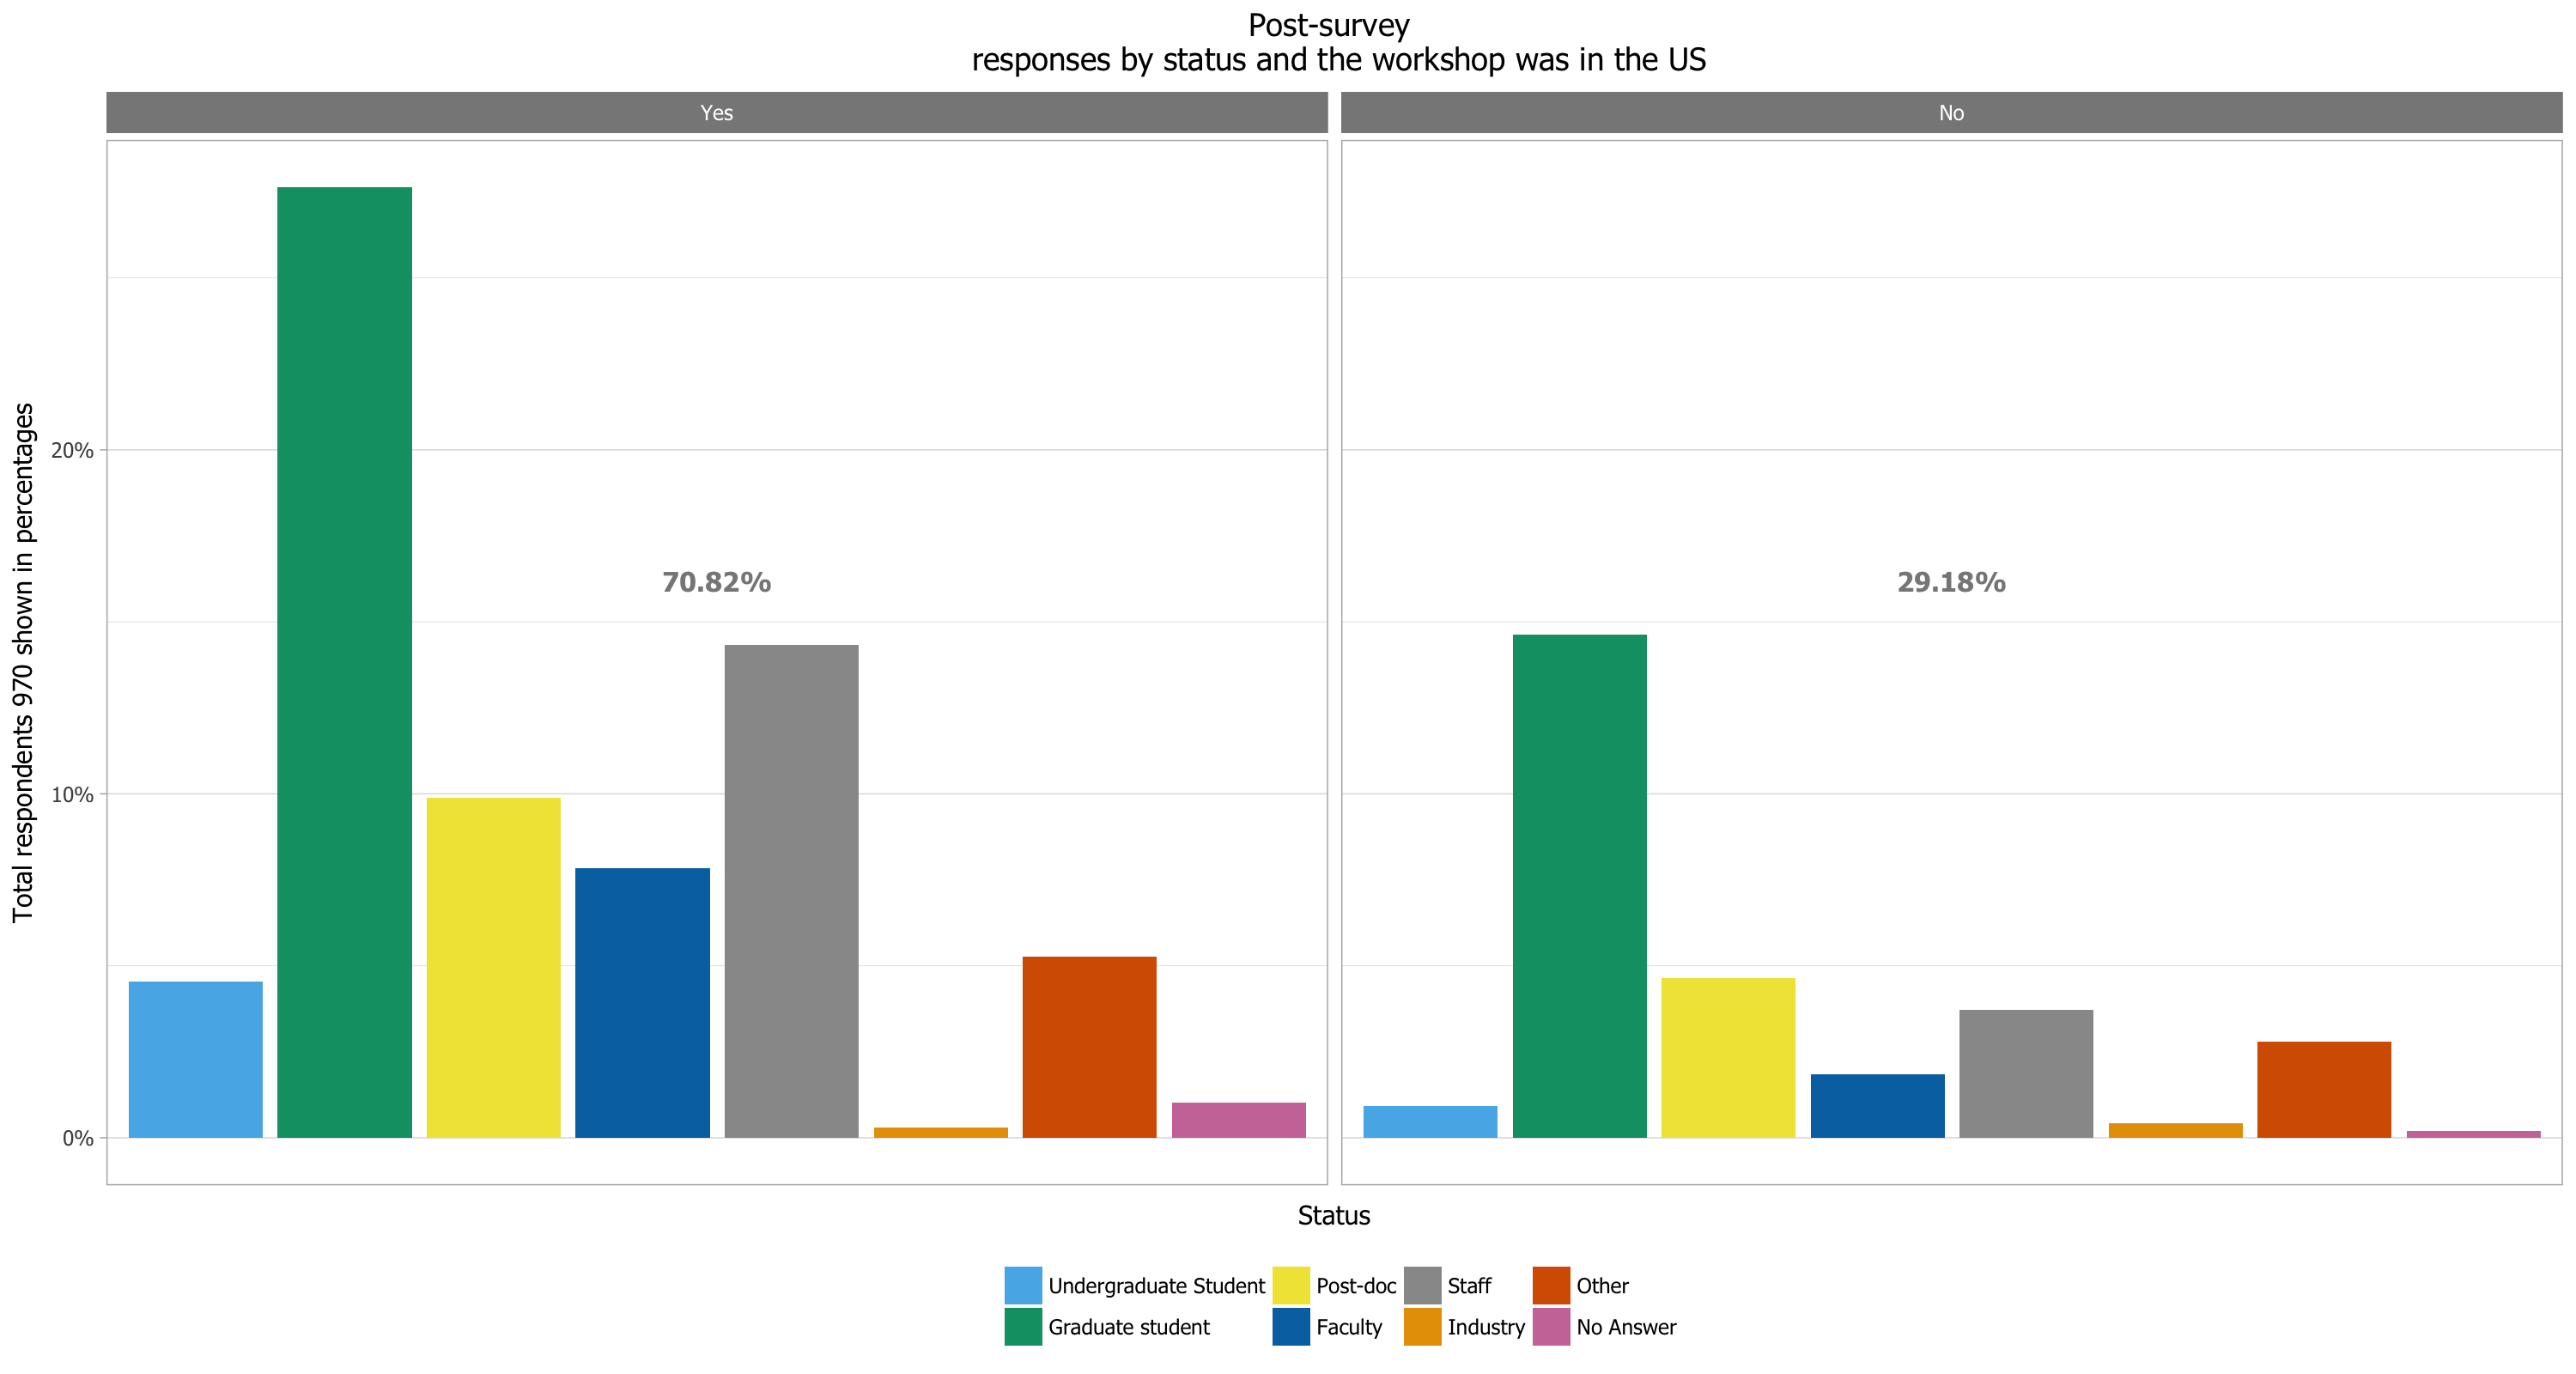 Post-survey
responses by status and the workshop was in the US
Yes
No
Total respondents 970 shown in percentages
20%
10%
0%
70.82%
29.18%
Status
Undergraduate Student
Post-doc
Staff
Other
Graduate student
Faculty
Industry
No Answer